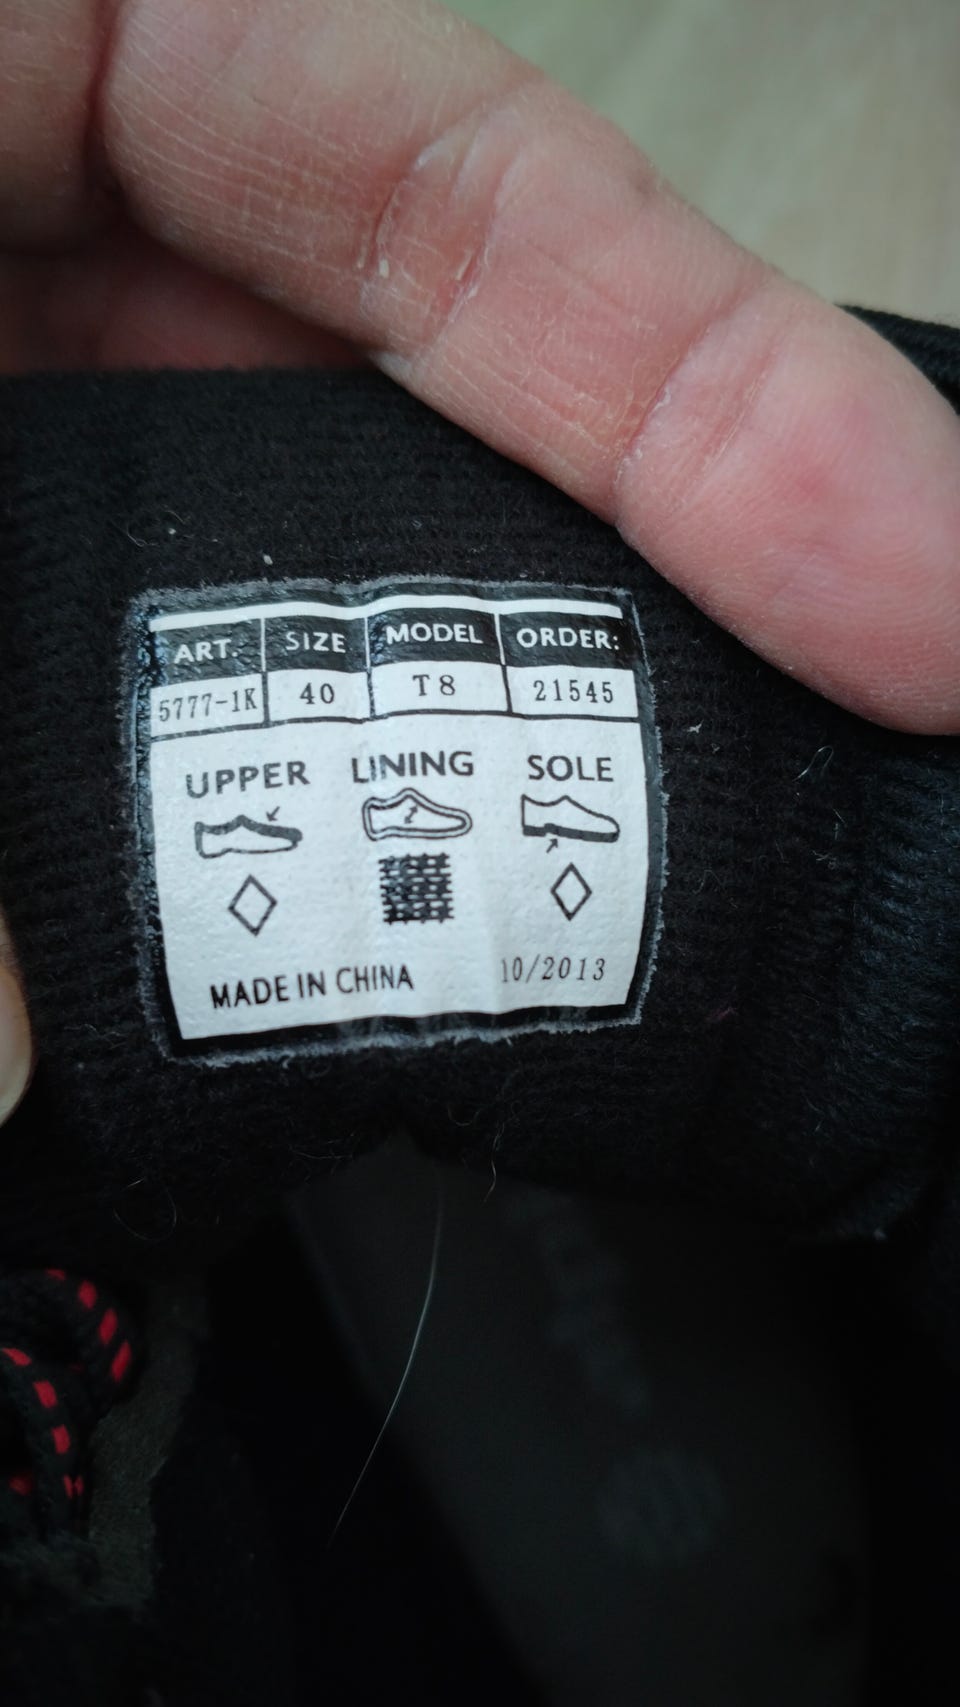 ART. SIZE MODEL ORDER:
5777-1K 40 T8 21545
UPPER LINING SOLE
MADE IN CHINA 10/2013